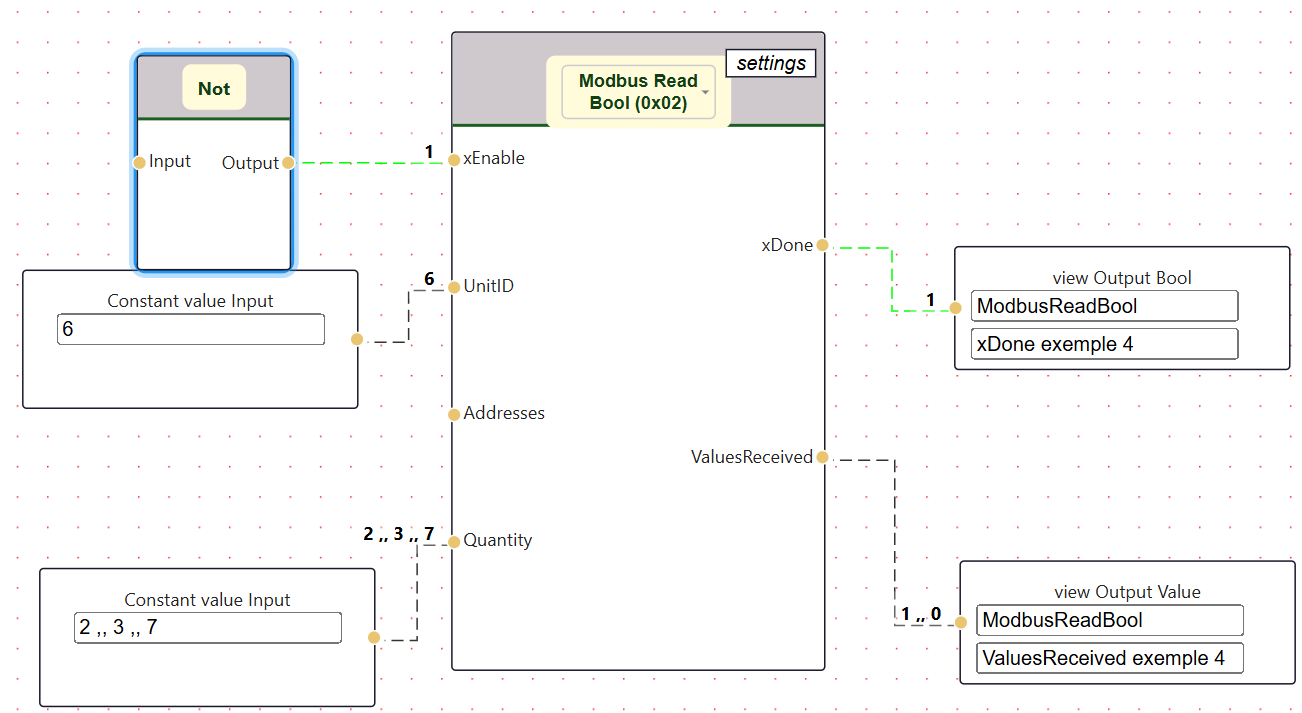 Not
Input
Output
1
Constant value Input
6
6
Constant value Input
2 ,, 3 ,, 7
2 ,, 3 ,, 7
settings
Modbus Read
Bool (0x02)
xEnable
UnitID
Addresses
Quantity
xDone
ValuesReceived
1
view Output Bool
ModbusReadBool
xDone exemple 4
1 ,, 0
view Output Value
ModbusReadBool
ValuesReceived exemple 4